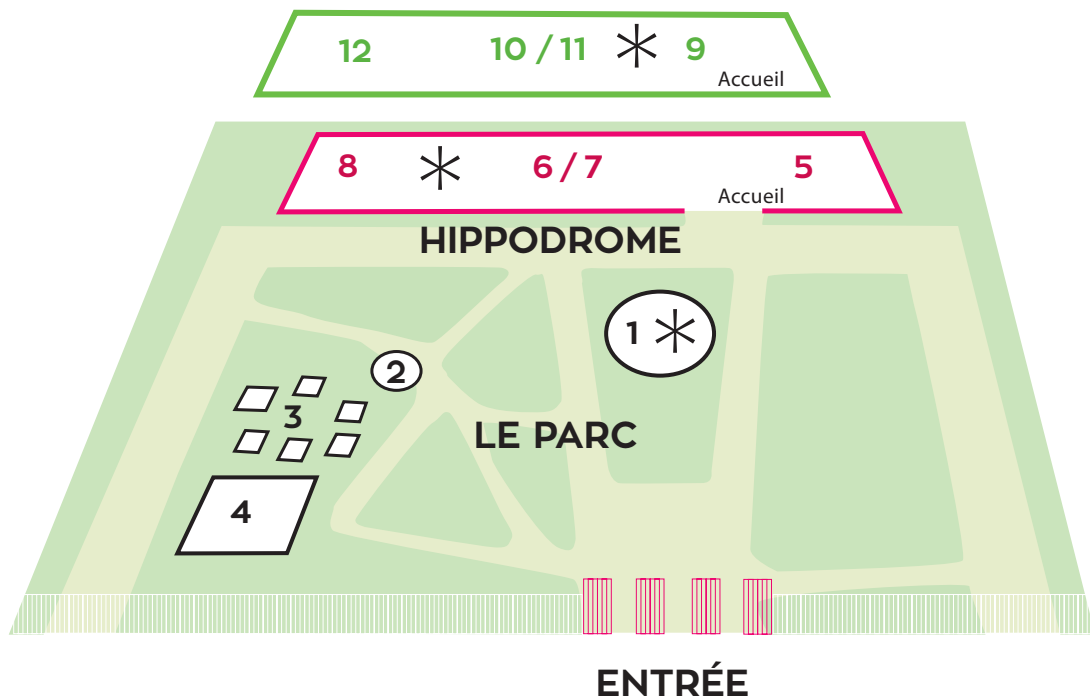 12 10 / 11 * 9
Accueil
8 * 6 / 7 5
Accueil
HIPPODROME
1 *
2
3
LE PARC
4
ENTRÉE